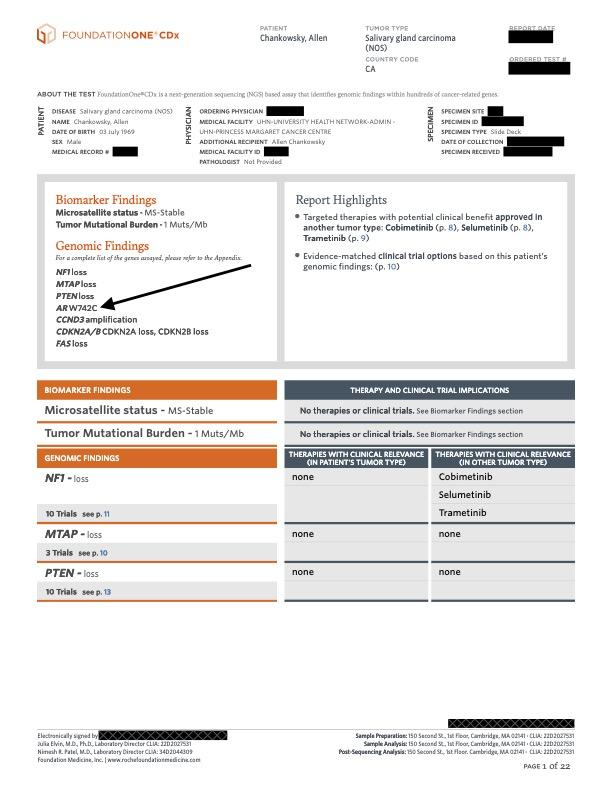 FOUNDATIONONE®CDx
PATIENT
Chankowsky, Allen
TUMOR TYPE
Salivary gland carcinoma
(NOS)
COUNTRY CODE
CA
REPORT DATE
ORDERED TEST #
ABOUT THE TEST FoundationOne®CDx is a next-generation sequencing (NGS) based assay that identifies genomic findings within hundreds of cancer-related genes.
PATIENT
DISEASE Salivary gland carcinoma (NOS)
NAME Chankowsky, Allen
DATE OF BIRTH 03 July 1969
SEX Male
MEDICAL RECORD #
PHYSICIAN
ORDERING PHYSICIAN
MEDICAL FACILITY UHN-UNIVERSITY HEALTH NETWORK-ADMIN -
UHN-PRINCESS MARGARET CANCER CENTRE
ADDITIONAL RECIPIENT Allen Chankowsky
MEDICAL FACILITY ID
PATHOLOGIST Not Provided
SPECIMEN
SPECIMEN SITE
SPECIMEN ID
SPECIMEN TYPE Slide Deck
DATE OF COLLECTION
SPECIMEN RECEIVED
Biomarker Findings
Microsatellite status - MS-Stable
Tumor Mutational Burden - 1 Muts/Mb
Genomic Findings
For a complete list of the genes assayed, please refer to the Appendix.
NF1 loss
MTAP loss
PTEN loss
AR W742C
CCND3 amplification
CDKN2A/B CDKN2A loss, CDKN2B loss
FAS loss
Report Highlights
• Targeted therapies with potential clinical benefit approved in
another tumor type: Cobimetinib (p. 8), Selumetinib (p. 8),
Trametinib (p. 9)
• Evidence-matched clinical trial options based on this patient's
genomic findings: (p. 10)
BIOMARKER FINDINGS
THERAPY AND CLINICAL TRIAL IMPLICATIONS
Microsatellite status - MS-Stable
No therapies or clinical trials. See Biomarker Findings section
Tumor Mutational Burden - 1 Muts/Mb
No therapies or clinical trials. See Biomarker Findings section
GENOMIC FINDINGS
THERAPIES WITH CLINICAL RELEVANCE
(IN PATIENT'S TUMOR TYPE)
THERAPIES WITH CLINICAL RELEVANCE
(IN OTHER TUMOR TYPE)
NF1 - loss
none
Cobimetinib
Selumetinib
10 Trials see p. 11
Trametinib
MTAP - loss
none
none
3 Trials see p. 10
PTEN - loss
none
none
10 Trials see p. 13
Electronically signed by
Julia Elvin, M.D., Ph.D., Laboratory Director CLIA: 22D2027531
Nimesh R. Patel, M.D., Laboratory Director CLIA: 34D2044309
Foundation Medicine, Inc. | www.rochefoundationmedicine.com
Sample Preparation: 150 Second St., 1st Floor, Cambridge, MA 02141 · CLIA: 22D2027531
Sample Analysis: 150 Second St., 1st Floor, Cambridge, MA 02141 · CLIA: 22D2027531
Post-Sequencing Analysis: 150 Second St., 1st Floor, Cambridge, MA 02141 · CLIA: 22D2027531
PAGE 1 of 22